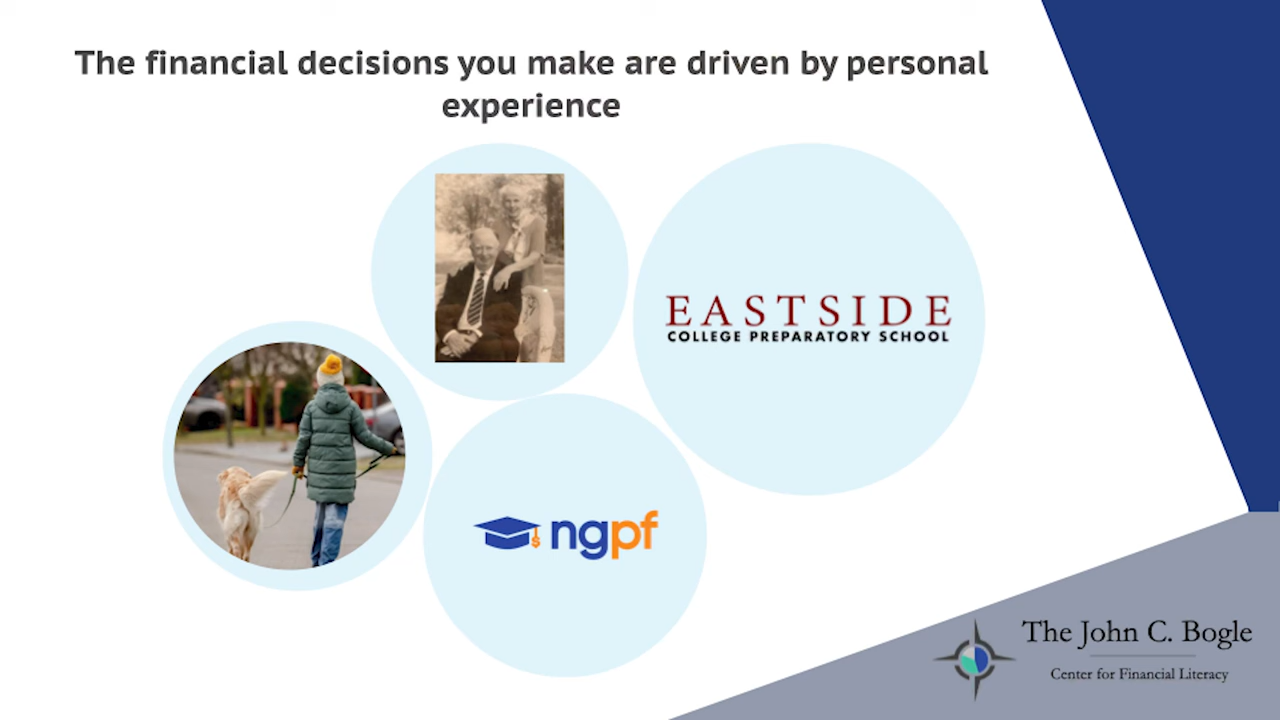 The financial decisions you make are driven by personal
experience
EASTSIDE
COLLEGE PREPARATORY SCHOOL
ngpf
The John C. Bogle
Center for Financial Literacy